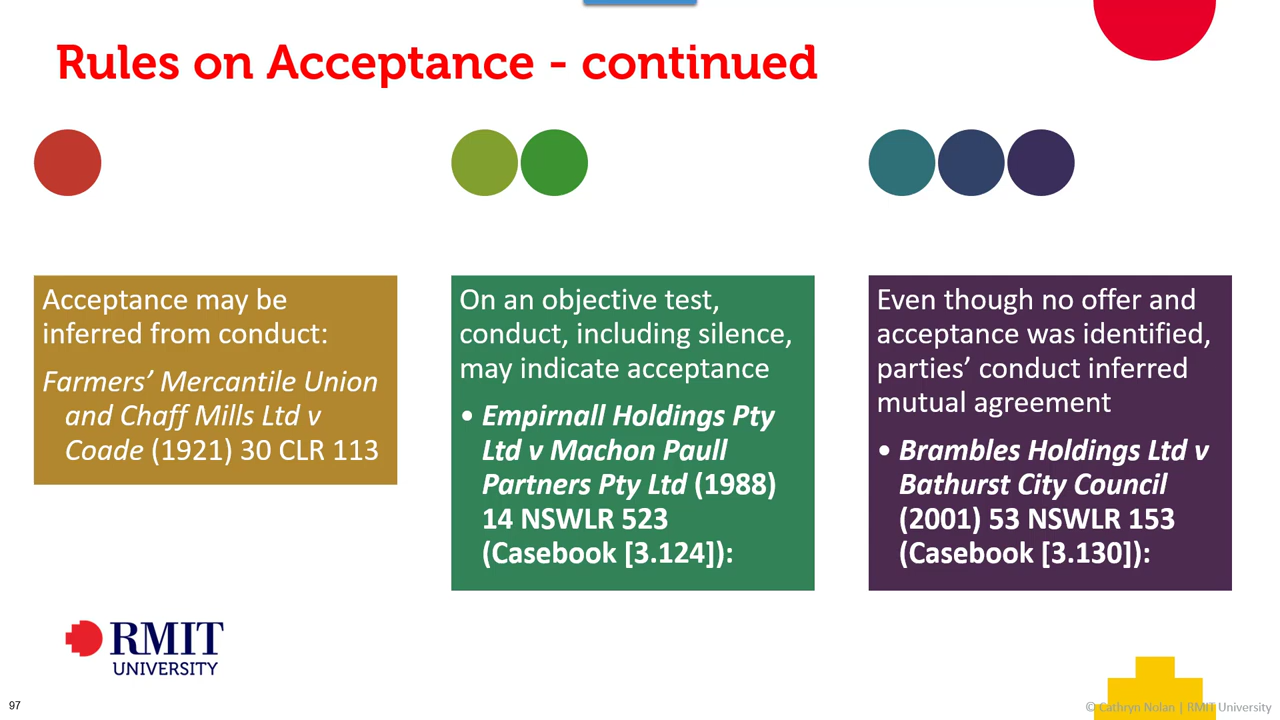 Rules on Acceptance - continued
Acceptance may be
inferred from conduct:
Farmers’ Mercantile Union
and Chaff Mills Ltd v
Coade (1921) 30 CLR 113
On an objective test,
conduct, including silence,
may indicate acceptance
• Empirnall Holdings Pty
Ltd v Machon Paull
Partners Pty Ltd (1988)
14 NSWLR 523
(Casebook [3.124]):
Even though no offer and
acceptance was identified,
parties’ conduct inferred
mutual agreement
• Brambles Holdings Ltd v
Bathurst City Council
(2001) 53 NSWLR 153
(Casebook [3.130]):
RMIT
UNIVERSITY
97
© Cathryn Nolan | RMIT University